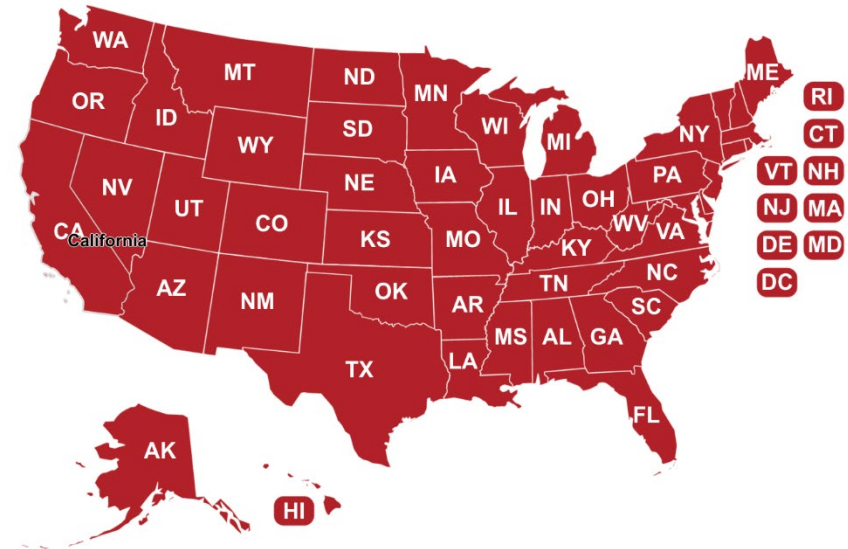 WA
MT
ND
MN
ME
OR
ID
SD
WI
MI
NY
RI
WY
CT
NV
NE
IA
PA
VT
NH
UT
CO
IL
IN
OH
WV
NJ
MA
CA
California
KS
MO
KY
VA
DE
MD
AZ
NM
OK
AR
TN
NC
DC
SC
TX
LA
MS
AL
GA
FL
AK
HI